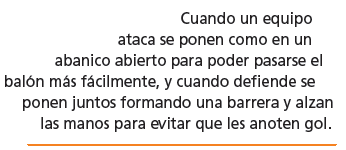 Cuando un equipo
ataca se ponen como en un
abanico abierto para poder pasarse el
balón más fácilmente, y cuando defiende se
ponen juntos formando una barrera y alzan
las manos para evitar que les anoten gol.